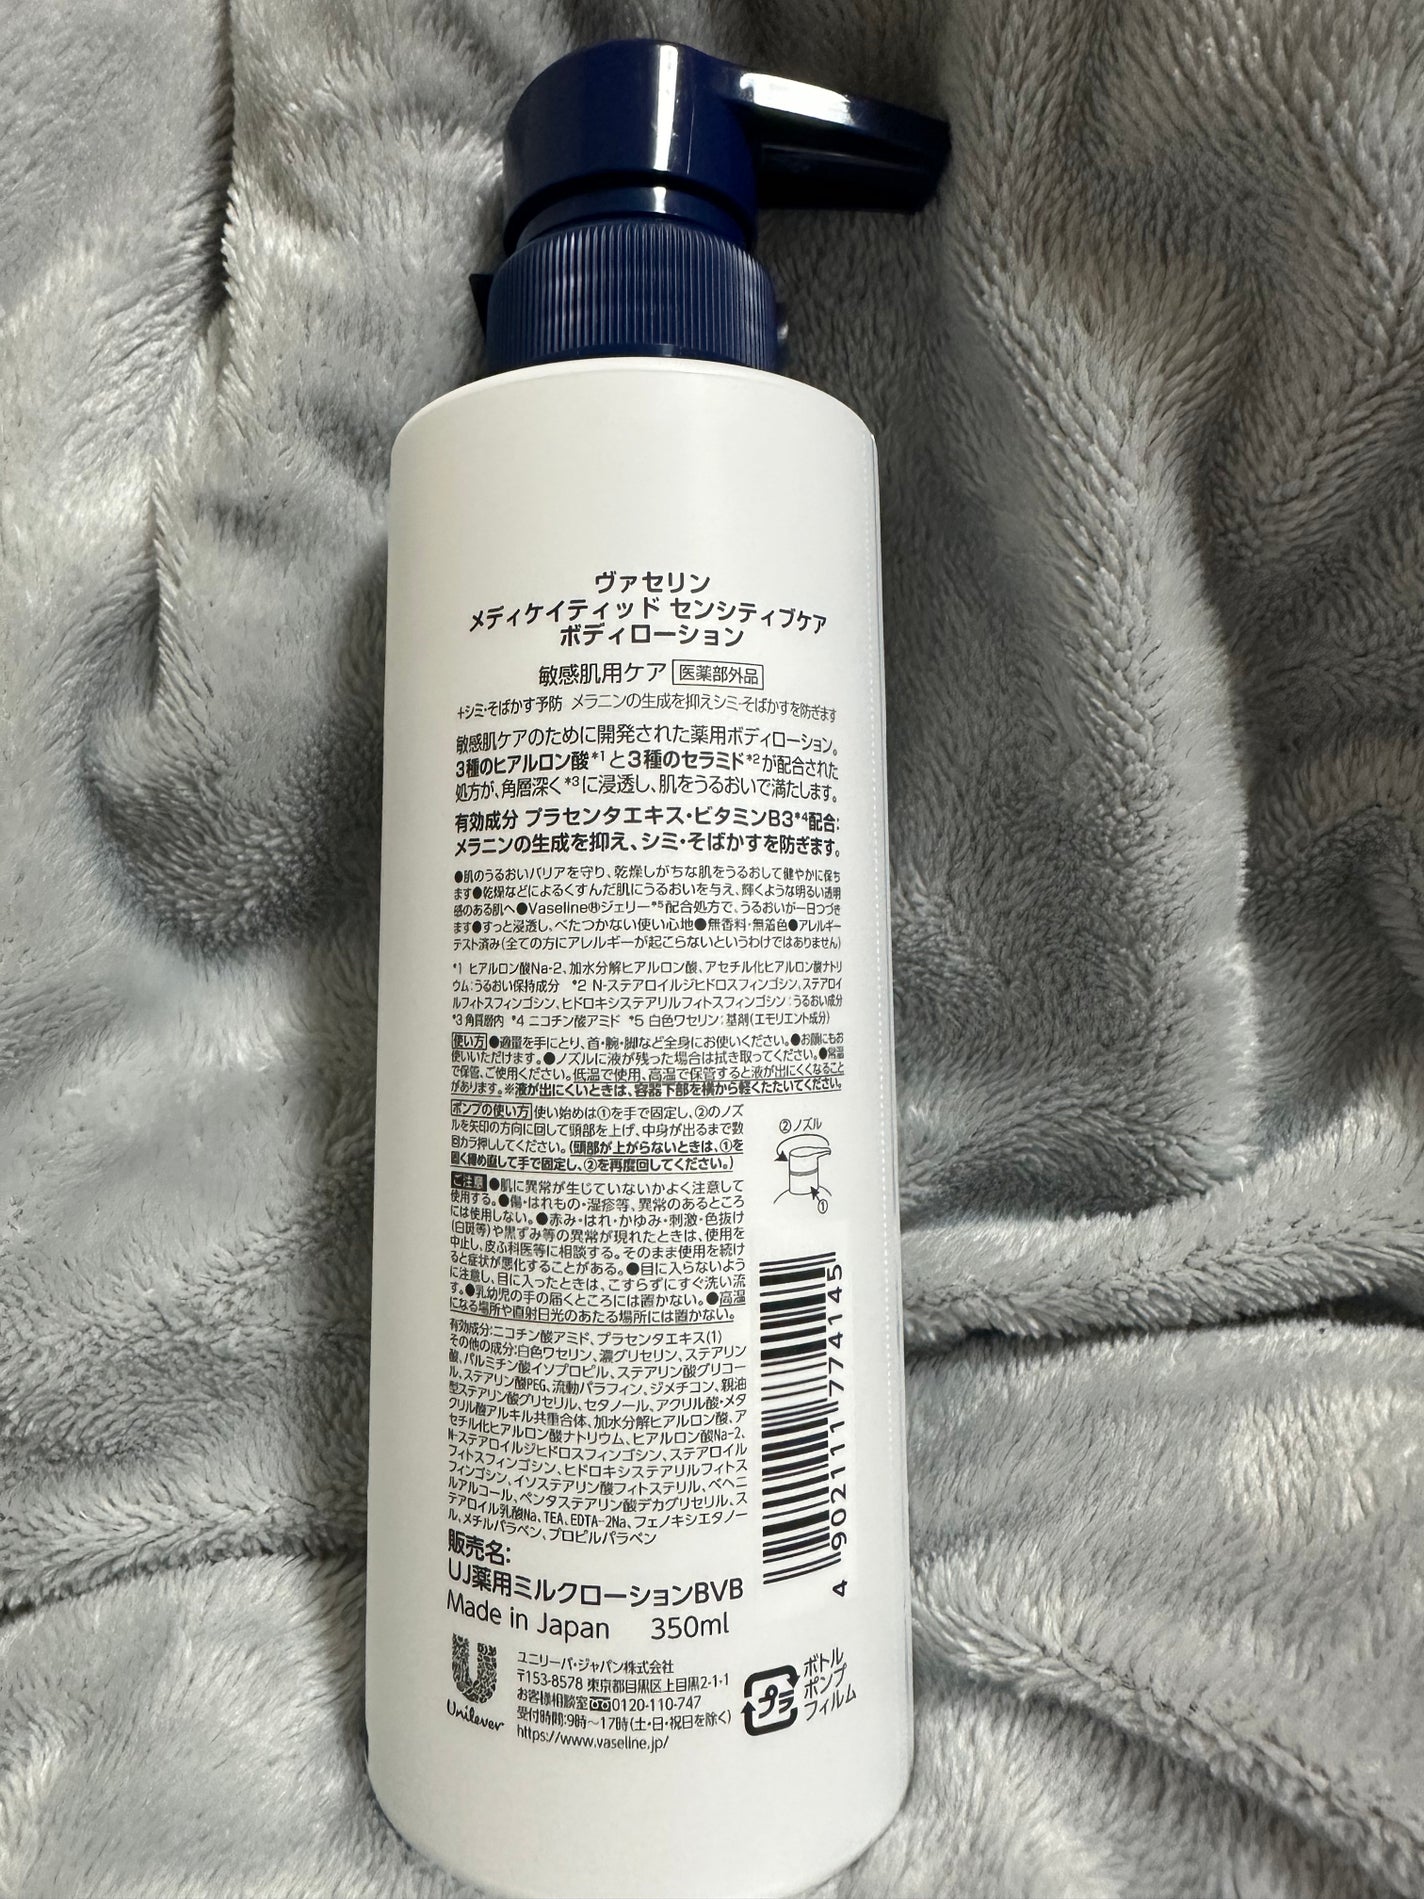 ヴァセリン
メディケイティッド センシティブケア
ボディローション
敏感肌用ケア 医薬部外品
+シミ・そばかす予防 メラニンの生成を抑えシミ・そばかすを防ぎます
敏感肌ケアのために開発された薬用ボディローション。
3種のヒアルロン酸*1と3種のセラミド*2が配合された
処方が、角層深く*3に浸透し、肌をうるおいで満たします。
有効成分 プラセンタエキス・ビタミンB3*4配合:
メラニンの生成を抑え、シミ・そばかすを防ぎます。
●肌のうるおいバリアを守り、乾燥しがちな肌をうるおして健やかに保ち
ます●乾燥などによるくすんだ肌にうるおいを与え、輝くような明るい透明
感のある肌へ●Vaseline®ジェリー*5配合処方で、うるおいが一日つづき
ます●すっと浸透し、べたつかない使い心地●無香料・無着色●アレルギー
テスト済み(全ての方にアレルギーが起こらないというわけではありません)
*1 ヒアルロン酸Na-2、加水分解ヒアルロン酸、アセチル化ヒアルロン酸ナトリ
ウム:うるおい保持成分 *2 N-ステアロイルジヒドロスフィンゴシン、ステアロイ
ルフィトスフィンゴシン、ヒドロキシステアリルフィトスフィンゴシン:うるおい成分
*3 角質層内 *4 ニコチン酸アミド *5 白色ワセリン:基剤(エモリエント成分)
使い方 ●適量を手にとり、首・腕・脚など全身にお使いください。●お顔にもお
使いいただけます。●ノズルに液が残った場合は拭き取ってください。●常温
で保管、ご使用ください。低温で使用、高温で保管すると液が出にくくなること
があります。※液が出にくいときは、容器下部を横から軽くたたいてください。
ポンプの使い方 使い始めは①を手で固定し、②のノズ
ルを矢印の方向に回して頭部を上げ、中身が出るまで数
回カラ押ししてください。(頭部が上がらないときは、①を
固く締め直して手で固定し、②を再度回してください。)
②ノズル
①
ご注意 ●肌に異常が生じていないかよく注意して
使用する。●傷・はれもの・湿疹等、異常のあるところ
には使用しない。●赤み・はれ・かゆみ・刺激・色抜け
(白斑等)や黒ずみ等の異常が現れたときは、使用を
中止し、皮ふ科医等に相談する。そのまま使用を続け
ると症状が悪化することがある。●目に入らないよう
に注意し、目に入ったときは、こすらずにすぐ洗い流
す。●乳幼児の手の届くところには置かない。●高温
になる場所や直射日光のあたる場所には置かない。
有効成分:ニコチン酸アミド、プラセンタエキス(1)
その他の成分:白色ワセリン、濃グリセリン、ステアリン
酸、パルミチン酸イソプロピル、ステアリン酸グリコー
ル、ステアリン酸PEG、流動パラフィン、ジメチコン、親油
型ステアリン酸グリセリル、セタノール、アクリル酸・メタ
クリル酸アルキル共重合体、加水分解ヒアルロン酸、ア
セチル化ヒアルロン酸ナトリウム、ヒアルロン酸Na-2、
N-ステアロイルジヒドロスフィンゴシン、ステアロイル
フィトスフィンゴシン、ヒドロキシステアリルフィトス
フィンゴシン、イソステアリン酸フィトステリル、ベヘニ
ルアルコール、ペンタステアリン酸デカグリセリル、ス
テアロイル乳酸Na、TEA、EDTA-2Na、フェノキシエタノー
ル、メチルパラベン、プロピルパラベン
4 902111 774145
販売名:
UJ薬用ミルクローションBVB
Made in Japan 350ml
Unilever
ユニリーバ・ジャパン株式会社
〒153-8578 東京都目黒区上目黒2-1-1
お客様相談室 0120-110-747
受付時間:9時～17時(土・日・祝日を除く)
https://www.vaseline.jp/
プラ
ボトル
ポンプ
フィルム